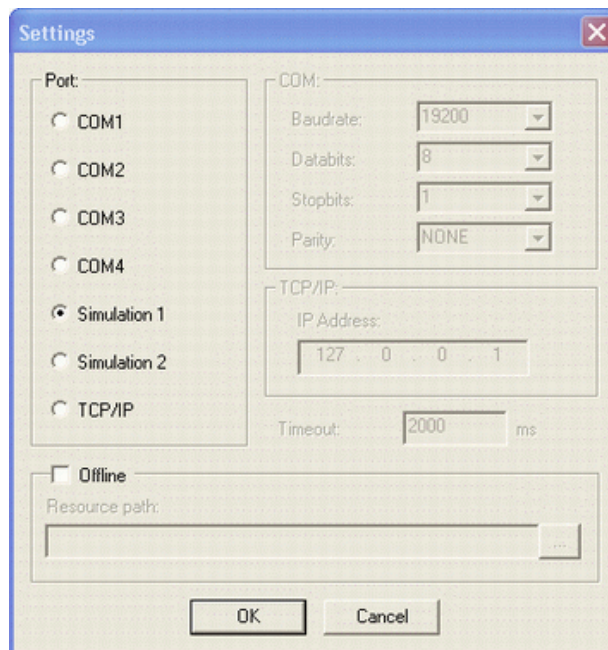 Settings
Port:
COM1
COM2
COM3
COM4
Simulation 1
Simulation 2
TCP/IP
COM:
Baudrate: 19200
Databits: 8
Stopbits: 1
Parity: NONE
TCP/IP:
IP Address:
127 . 0 . 0 . 1
Timeout: 2000 ms
Offline
Resource path:
...
OK Cancel